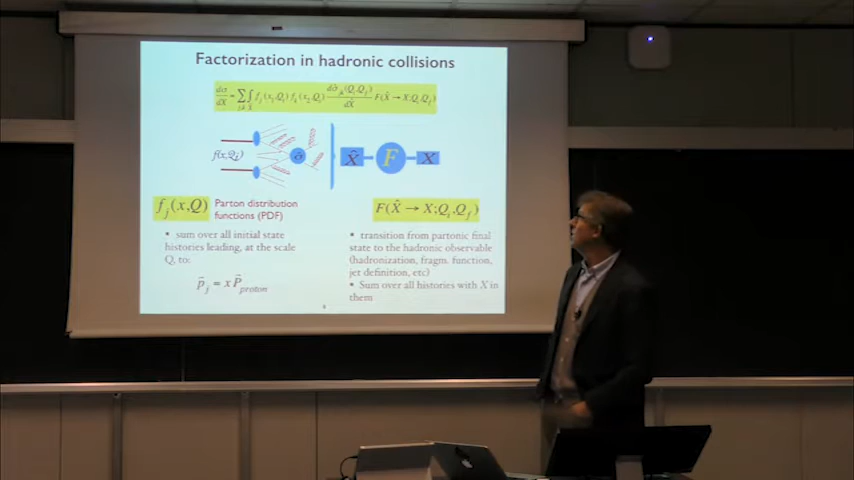 Factorization in hadronic collisions
dσ/dX = Σ_{j,k} ∫_X̂ f_j(x₁,Q_i) f_k(x₂,Q_i) dσ̂_{jk}(Q_i,Q_f)/dX̂ F(X̂ → X;Q_i,Q_f)
f(x,Q_i)
σ̂
X̂ F X
f_j(x,Q)
Parton distribution
functions (PDF)
F(X̂ → X;Q_i,Q_f)
• sum over all initial state
histories leading, at the scale
Q, to:
p⃗_j = x P⃗_proton
• transition from partonic final
state to the hadronic observable
(hadronization, fragm. function,
jet definition, etc)
• Sum over all histories with X in
them